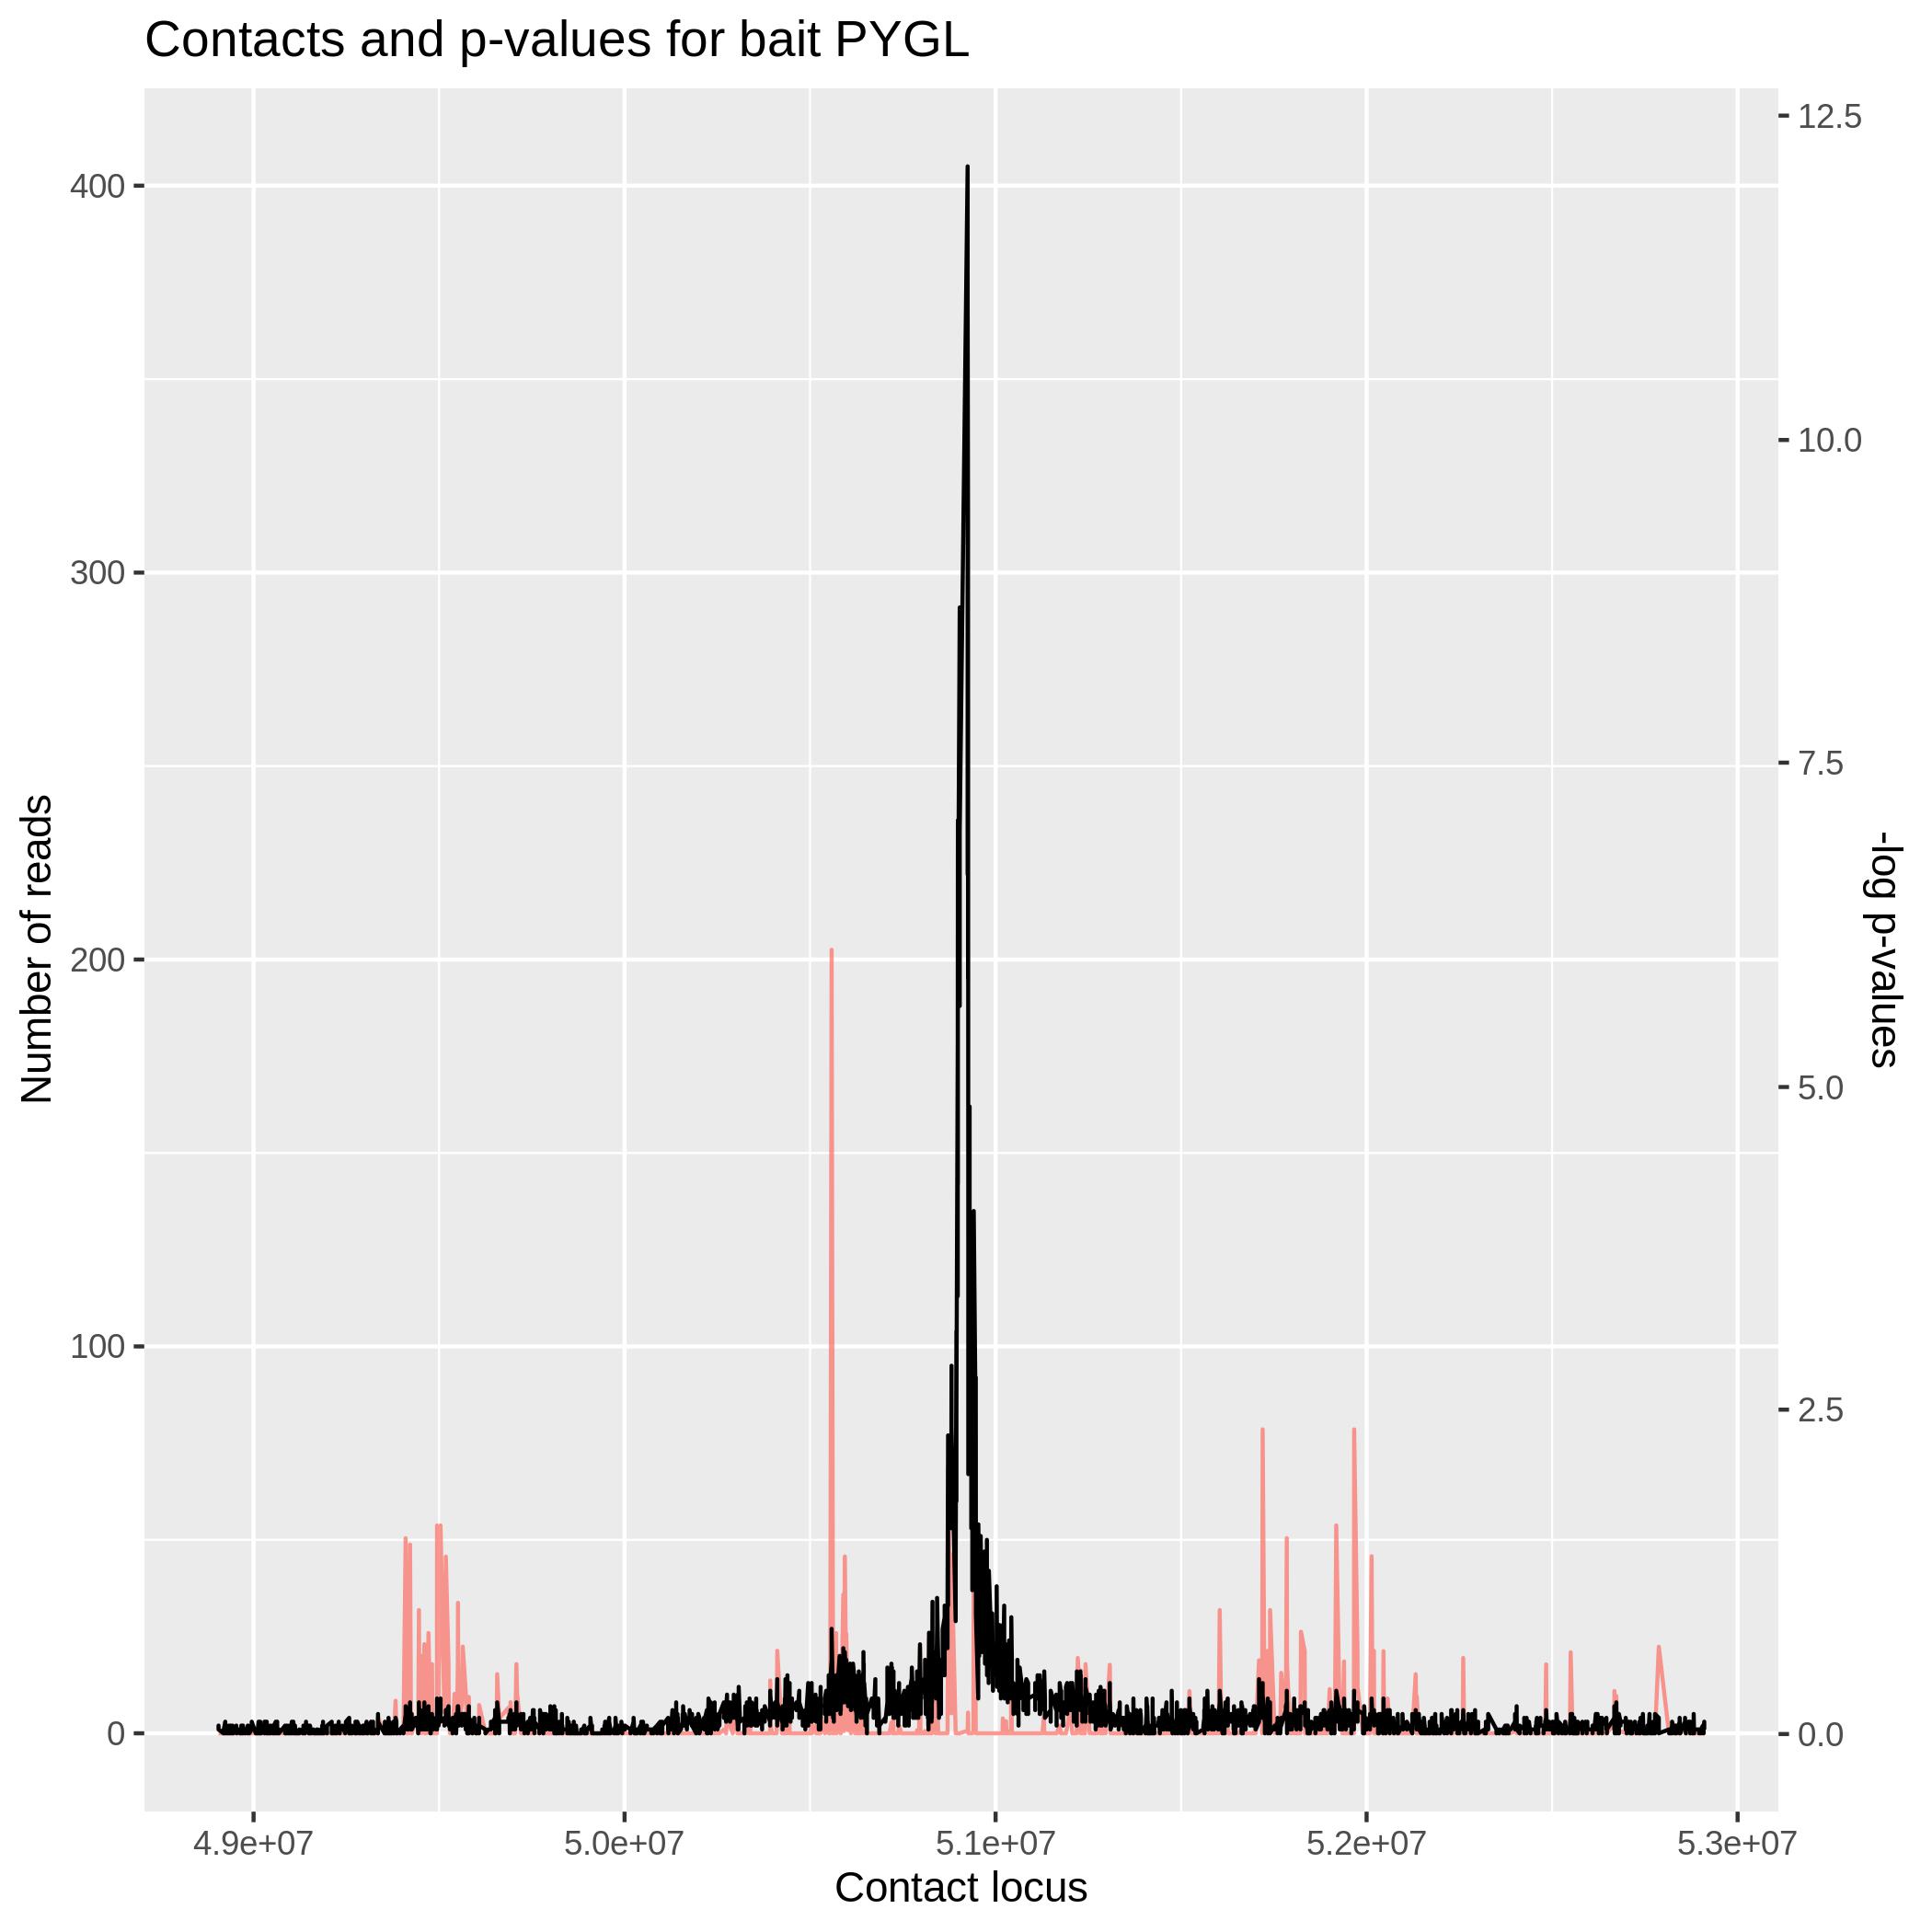 Contacts and p-values for bait PYGL
Number of reads
400
300
200
100
0
12.5
10.0
7.5
5.0
2.5
0.0
-log p-values
4.9e+07
5.0e+07
5.1e+07
5.2e+07
5.3e+07
Contact locus